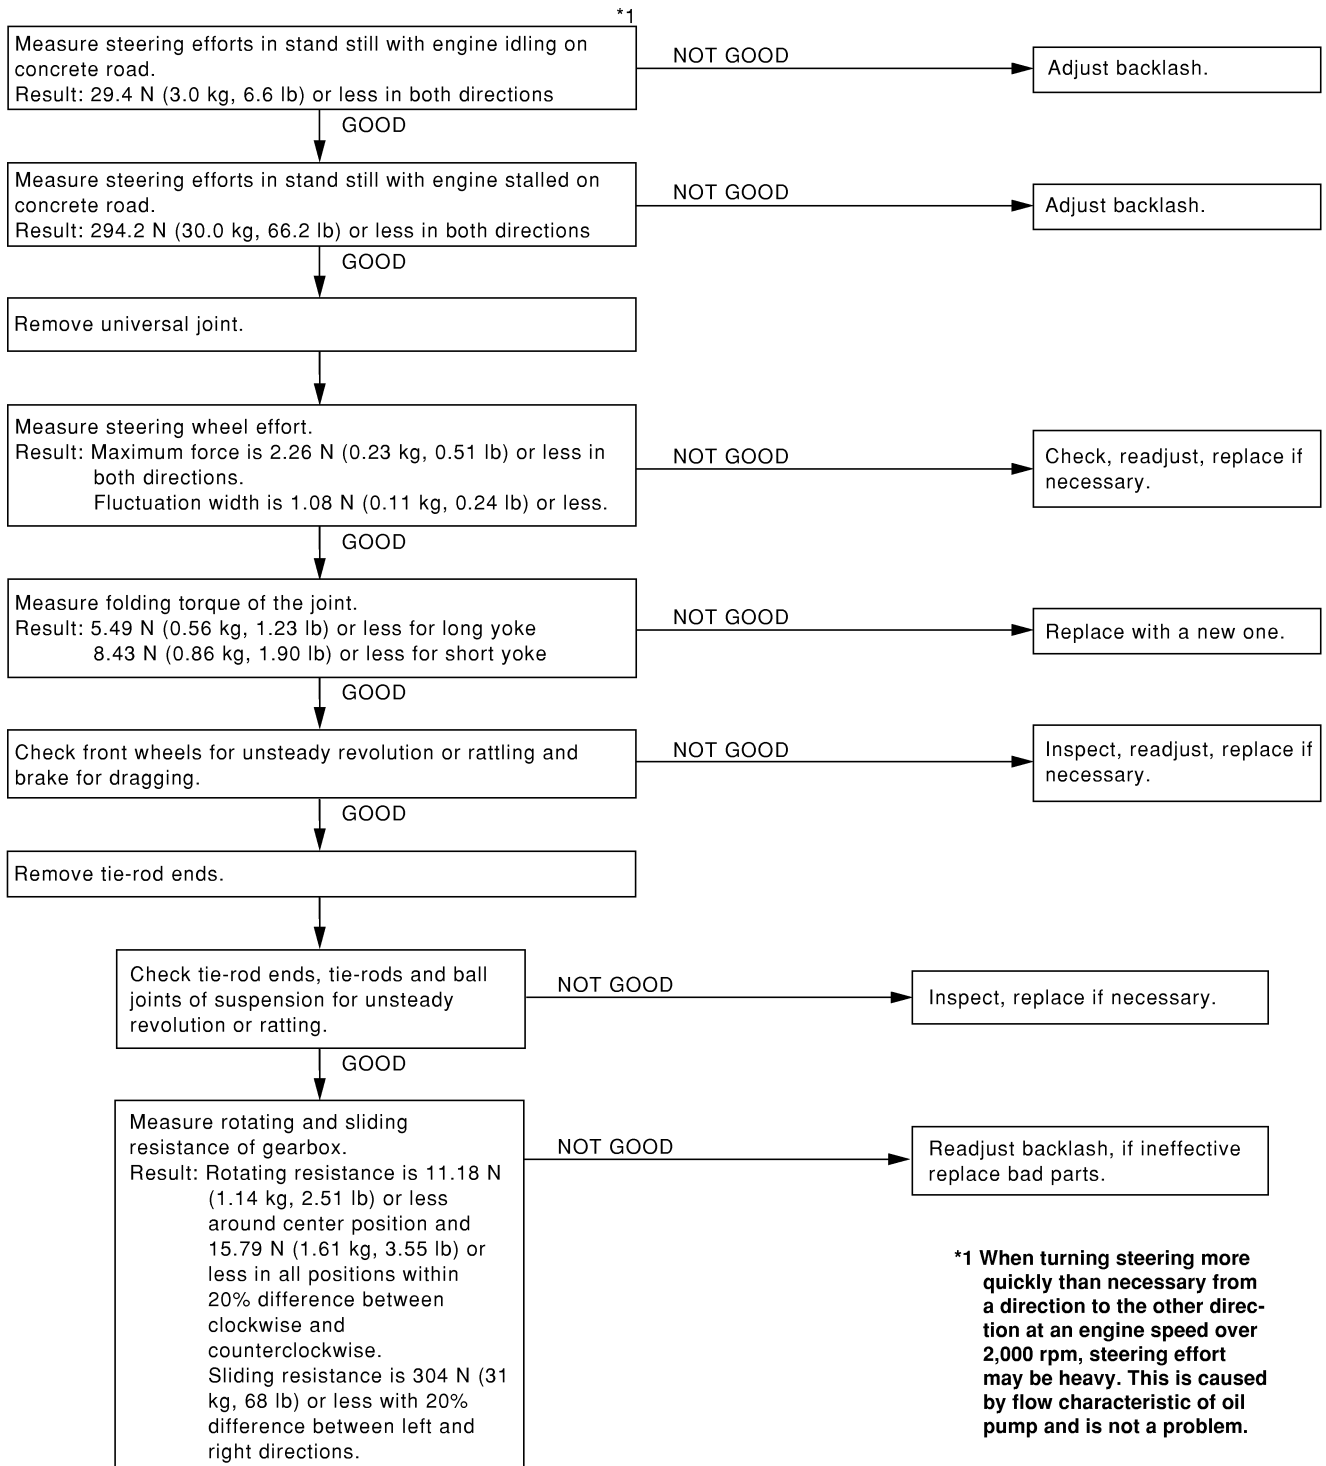 *1
Measure steering efforts in stand still with engine idling on
concrete road.
Result: 29.4 N (3.0 kg, 6.6 lb) or less in both directions
NOT GOOD
Adjust backlash.
GOOD
Measure steering efforts in stand still with engine stalled on
concrete road.
Result: 294.2 N (30.0 kg, 66.2 lb) or less in both directions
NOT GOOD
Adjust backlash.
GOOD
Remove universal joint.
Measure steering wheel effort.
Result: Maximum force is 2.26 N (0.23 kg, 0.51 lb) or less in
both directions.
Fluctuation width is 1.08 N (0.11 kg, 0.24 lb) or less.
NOT GOOD
Check, readjust, replace if
necessary.
GOOD
Measure folding torque of the joint.
Result: 5.49 N (0.56 kg, 1.23 lb) or less for long yoke
8.43 N (0.86 kg, 1.90 lb) or less for short yoke
NOT GOOD
Replace with a new one.
GOOD
Check front wheels for unsteady revolution or rattling and
brake for dragging.
NOT GOOD
Inspect, readjust, replace if
necessary.
GOOD
Remove tie-rod ends.
Check tie-rod ends, tie-rods and ball
joints of suspension for unsteady
revolution or ratting.
NOT GOOD
Inspect, replace if necessary.
GOOD
Measure rotating and sliding
resistance of gearbox.
Result: Rotating resistance is 11.18 N
(1.14 kg, 2.51 lb) or less
around center position and
15.79 N (1.61 kg, 3.55 lb) or
less in all positions within
20% difference between
clockwise and
counterclockwise.
Sliding resistance is 304 N (31
kg, 68 lb) or less with 20%
difference between left and
right directions.
NOT GOOD
Readjust backlash, if ineffective
replace bad parts.
*1 When turning steering more
quickly than necessary from
a direction to the other direc-
tion at an engine speed over
2,000 rpm, steering effort
may be heavy. This is caused
by flow characteristic of oil
pump and is not a problem.